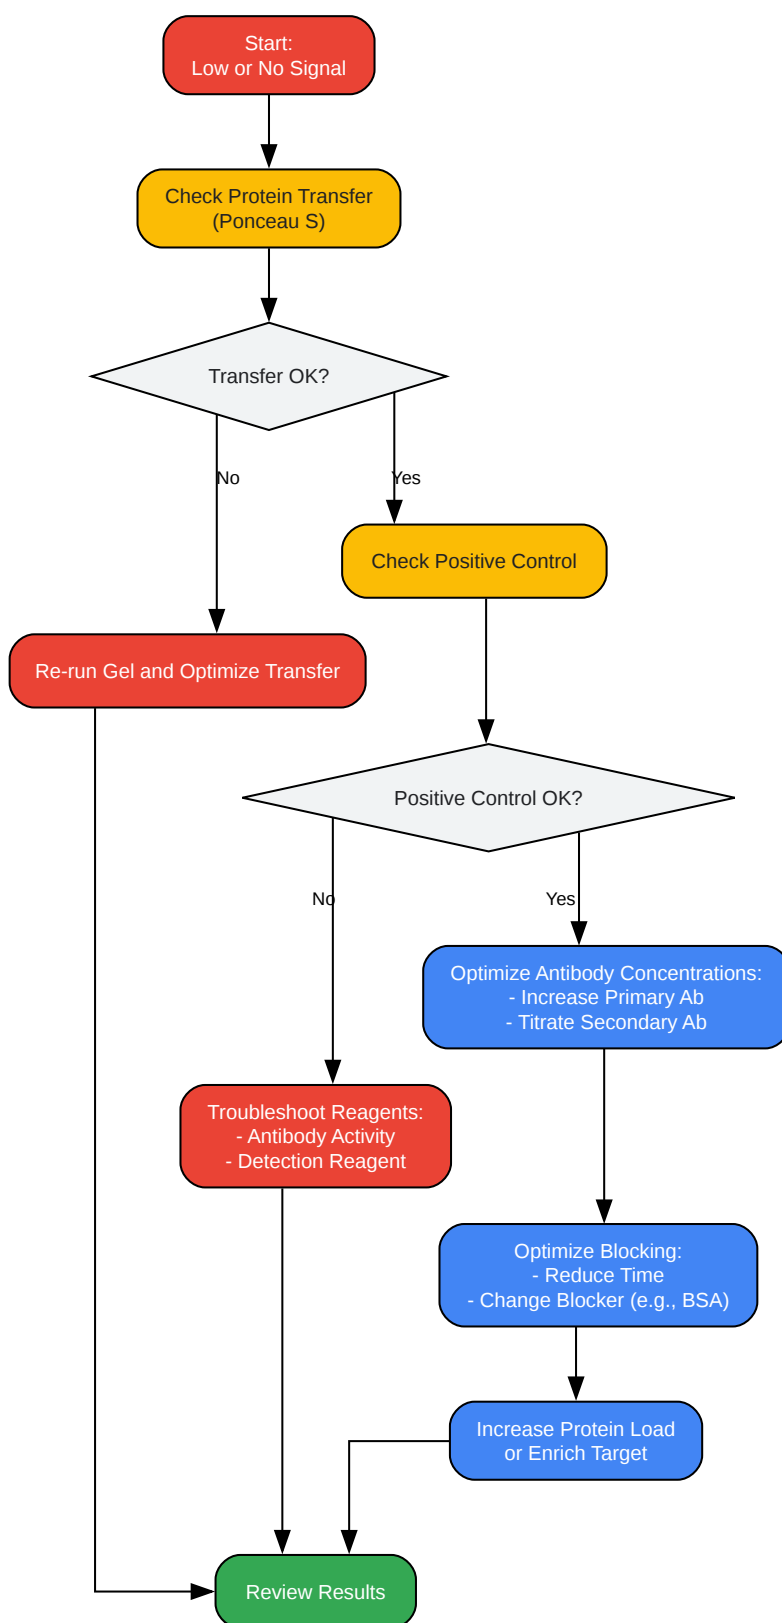 Start:
Low or No Signal
Check Protein Transfer
(Ponceau S)
Transfer OK?
No
Yes
Check Positive Control
Re-run Gel and Optimize Transfer
Positive Control OK?
No
Yes
Optimize Antibody Concentrations:
- Increase Primary Ab
- Titrate Secondary Ab
Troubleshoot Reagents:
- Antibody Activity
- Detection Reagent
Optimize Blocking:
- Reduce Time
- Change Blocker (e.g., BSA)
Increase Protein Load
or Enrich Target
Review Results